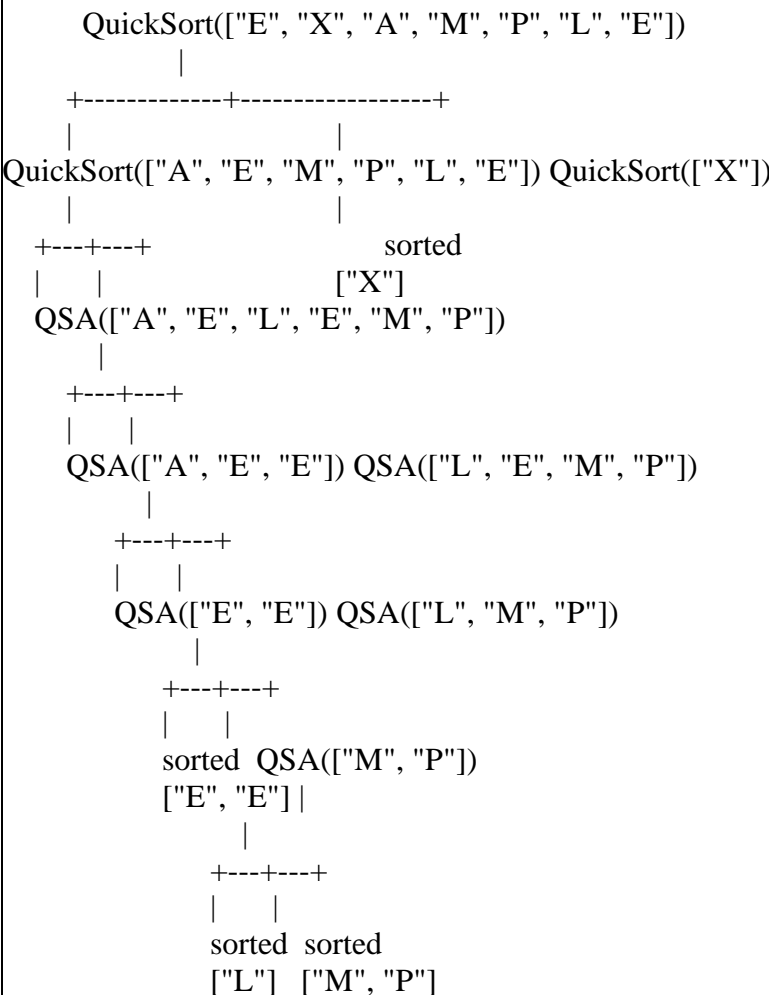 QuickSort(["E", "X", "A", "M", "P", "L", "E"])
|
+-------------+------------------+
| |
QuickSort(["A", "E", "M", "P", "L", "E"]) QuickSort(["X"])
| |
+---+---+ sorted
| | ["X"]
QSA(["A", "E", "L", "E", "M", "P"])
|
+---+---+
| |
QSA(["A", "E", "E"]) QSA(["L", "E", "M", "P"])
|
+---+---+
| |
QSA(["E", "E"]) QSA(["L", "M", "P"])
|
+---+---+
| |
sorted QSA(["M", "P"])
["E", "E"] |
|
+---+---+
| |
sorted sorted
["L"] ["M", "P"]